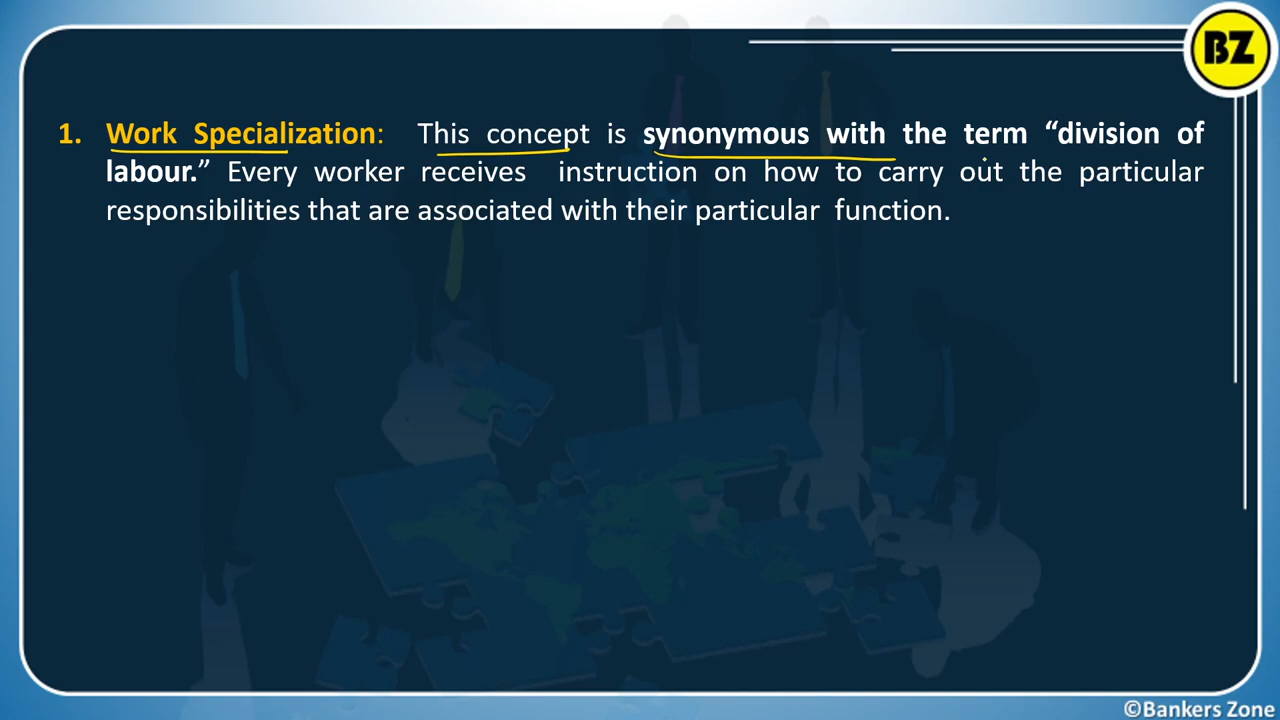 BZ
1. Work Specialization: This concept is synonymous with the term “division of
labour.” Every worker receives instruction on how to carry out the particular
responsibilities that are associated with their particular function.
©Bankers Zone